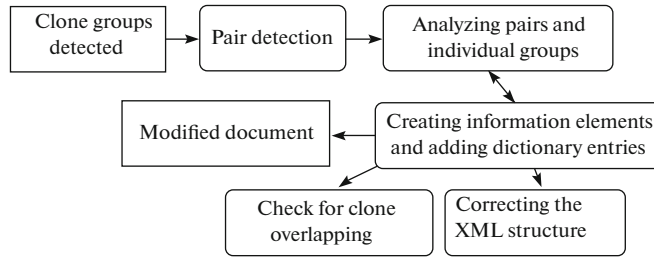 Clone groups
detected
Pair detection
Analyzing pairs and
individual groups
Modified document
Creating information elements
and adding dictionary entries
Check for clone
overlapping
Correcting the
XML structure